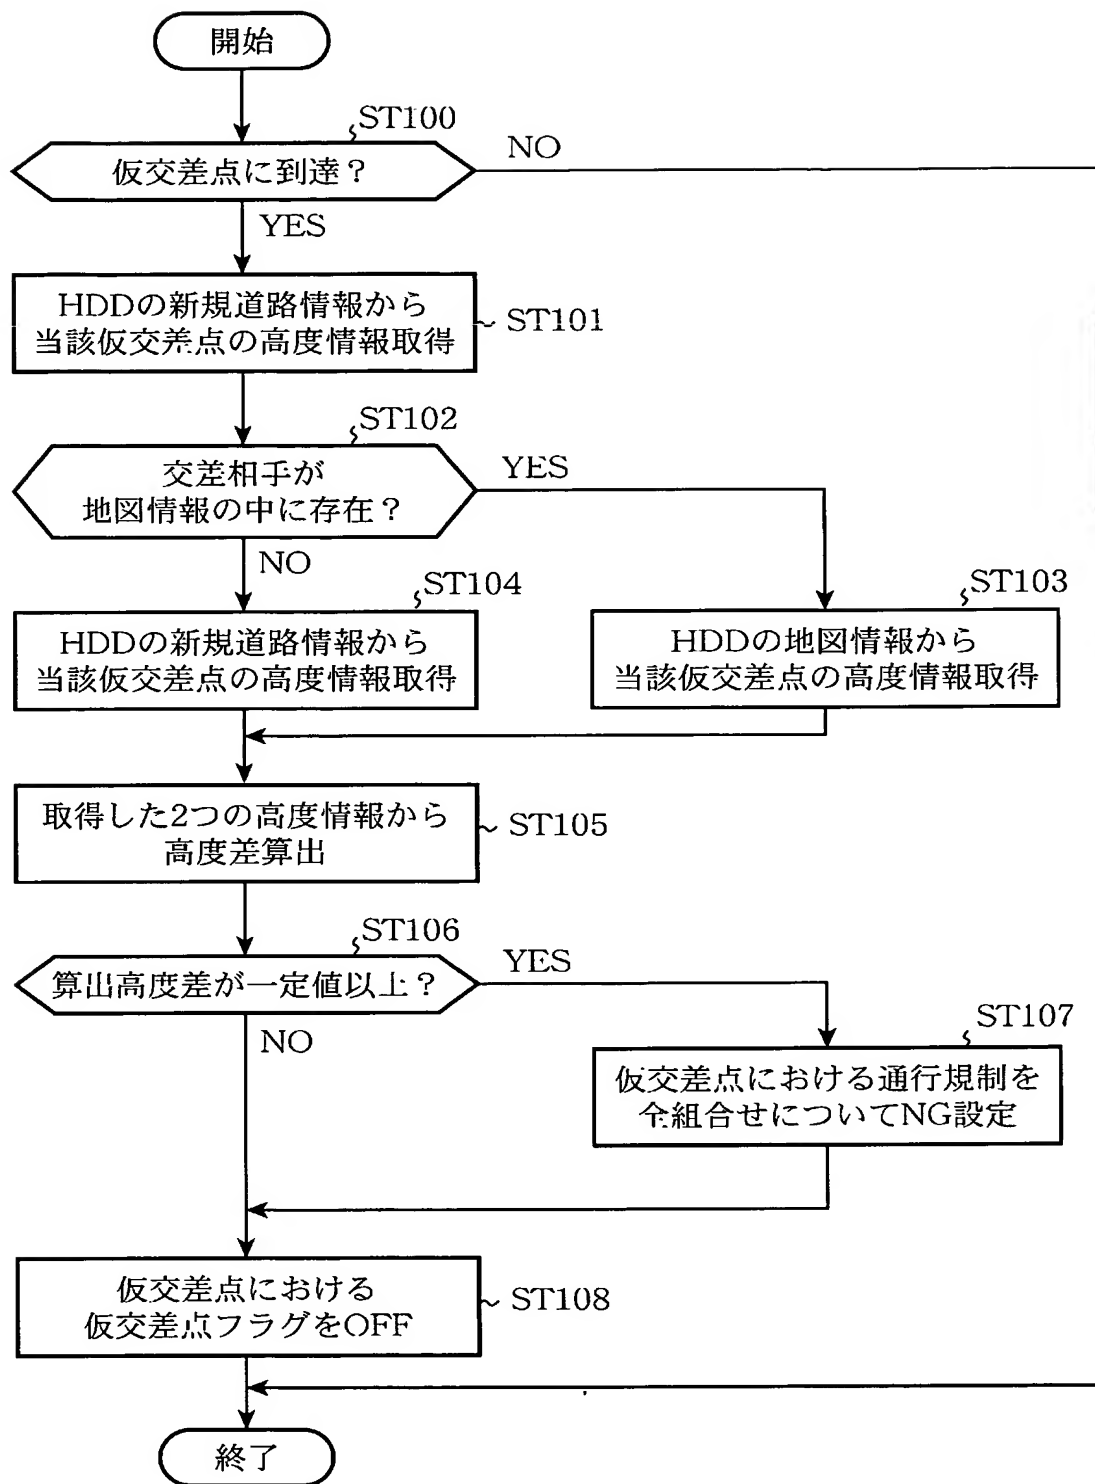 開始
ST100
仮交差点に到達？
NO
YES
HDDの新規道路情報から
当該仮交差点の高度情報取得
ST101
ST102
交差相手が
地図情報の中に存在？
YES
NO
ST104
HDDの新規道路情報から
当該仮交差点の高度情報取得
ST103
HDDの地図情報から
当該仮交差点の高度情報取得
取得した2つの高度情報から
高度差算出
ST105
ST106
算出高度差が一定値以上？
YES
NO
ST107
仮交差点における通行規制を
全組合せについてNG設定
仮交差点における
仮交差点フラグをOFF
ST108
終了